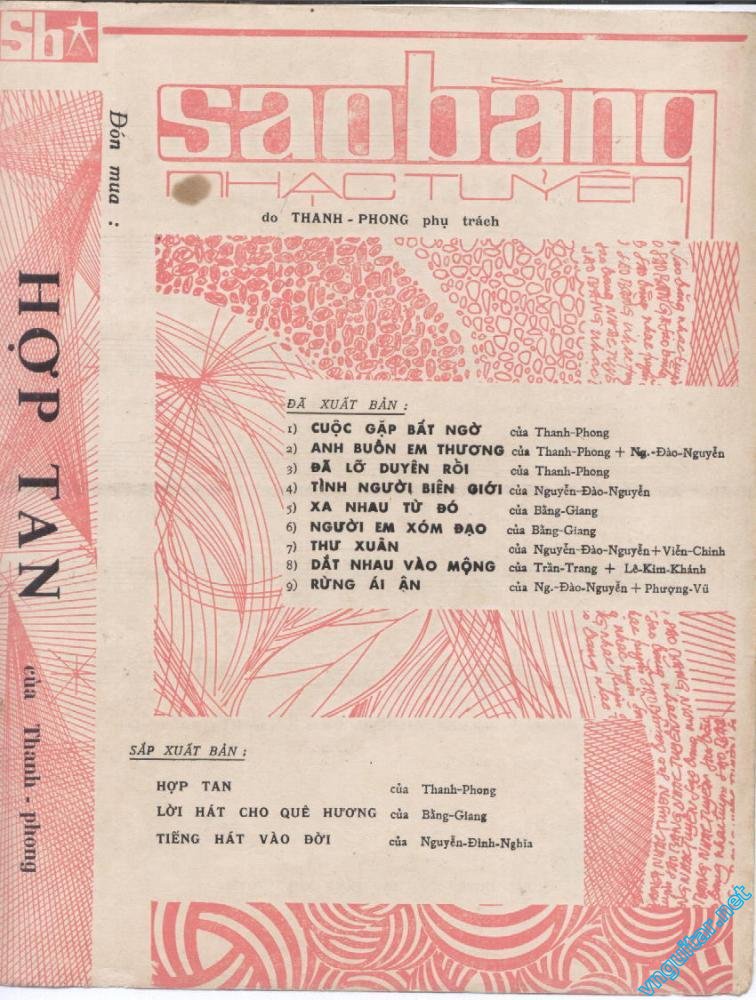 Sb
saobăng
NHẠC TUYỂN
do THANH - PHONG phụ trách
Đón mua :
HỢP TAN
của Thanh - phong
ĐÃ XUẤT BẢN :
1) CUỘC GẶP BẤT NGỜ của Thanh-Phong
2) ANH BUỒN EM THƯƠNG của Thanh-Phong + Ng.-Đào-Nguyễn
3) ĐÃ LỠ DUYÊN RỒI của Thanh-Phong
4) TÌNH NGƯỜI BIÊN GIỚI của Nguyễn-Đào-Nguyễn
5) XA NHAU TỪ ĐÓ của Bằng-Giang
6) NGƯỜI EM XÓM ĐẠO của Bằng-Giang
7) THƯ XUÂN của Nguyễn-Đào-Nguyễn+Viễn-Chinh
8) DẮT NHAU VÀO MỘNG của Trần-Trang + Lê-Kim-Khánh
9) RỪNG ÁI ÂN của Ng.-Đào-Nguyễn + Phượng-Vũ
SẮP XUẤT BẢN :
HỢP TAN của Thanh-Phong
LỜI HÁT CHO QUÊ HƯƠNG của Bằng-Giang
TIẾNG HÁT VÀO ĐỜI của Nguyễn-Đình-Nghĩa
vnguitar.net